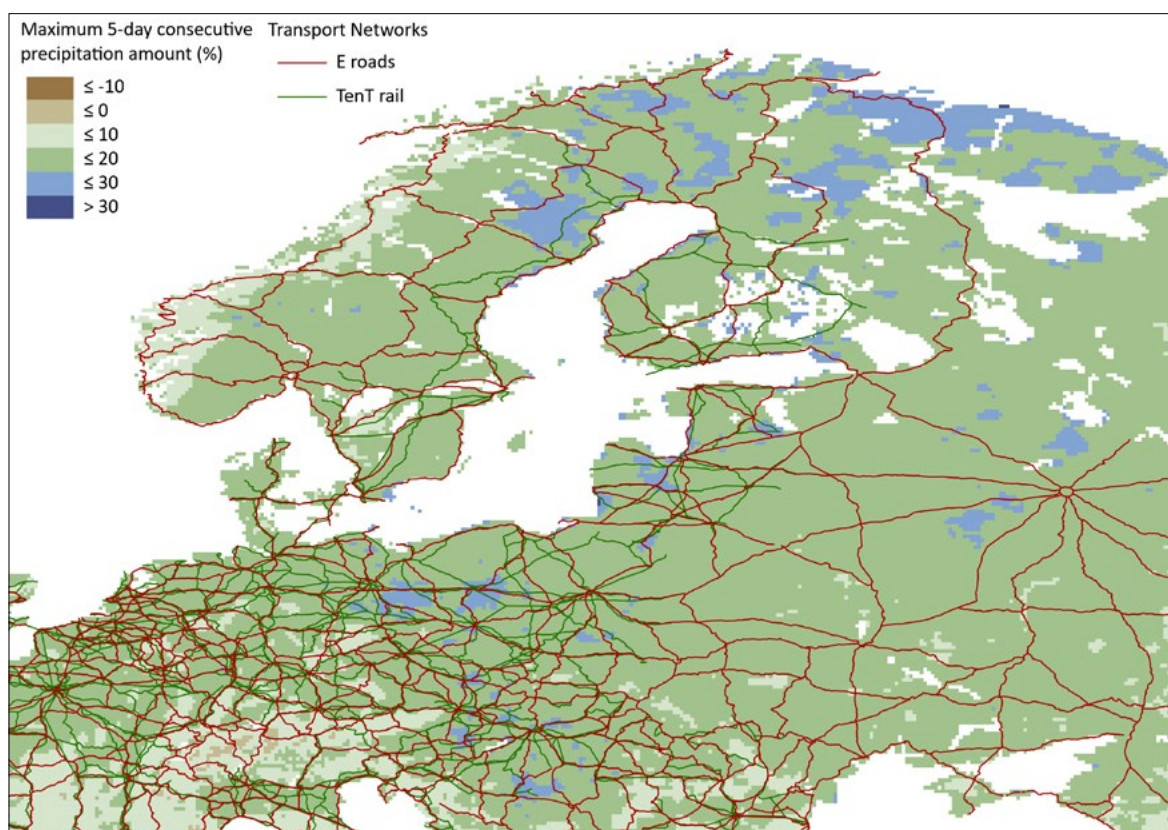 Maximum 5-day consecutive
precipitation amount (%)
≤ -10
≤ 0
≤ 10
≤ 20
≤ 30
> 30
Transport Networks
E roads
TenT rail